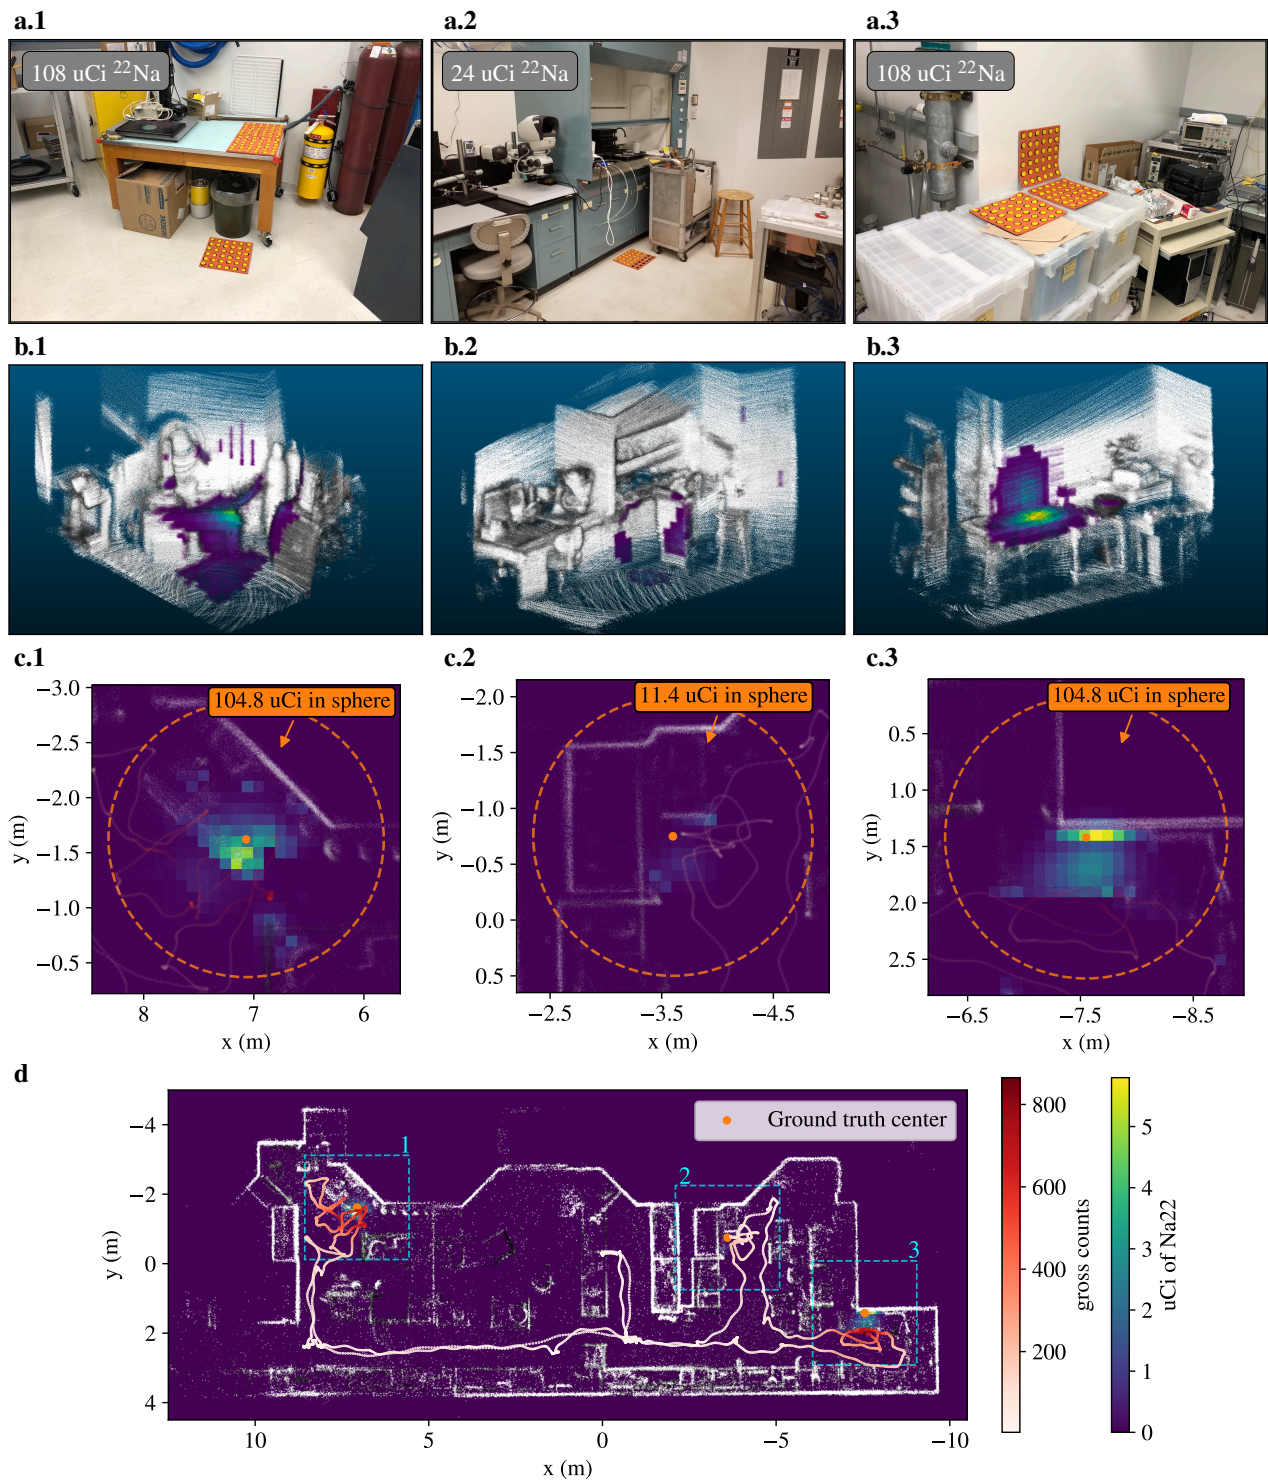 a.1
a.2
a.3
108 uCi ²²Na
24 uCi ²²Na
108 uCi ²²Na
b.1
b.2
b.3
c.1
c.2
c.3
104.8 uCi in sphere
11.4 uCi in sphere
104.8 uCi in sphere
−3.0
−2.5
−2.0
−1.5
−1.0
−0.5
y (m)
8
7
6
x (m)
−2.0
−1.5
−1.0
−0.5
0.0
0.5
y (m)
−2.5
−3.5
−4.5
x (m)
0.5
1.0
1.5
2.0
2.5
y (m)
−6.5
−7.5
−8.5
x (m)
d
Ground truth center
1
2
3
−4
−2
0
2
4
y (m)
10
5
0
−5
−10
x (m)
800
600
400
200
gross counts
5
4
3
2
1
0
uCi of Na22